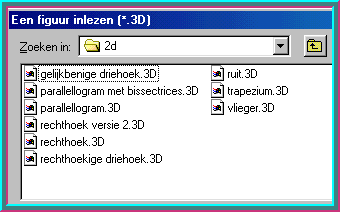 Een figuur inlezen (*.3D)
Zoeken in: 2d
gelijkbenige driehoek.3D
parallellogram met bissectrices.3D
parallellogram.3D
rechthoek versie 2.3D
rechthoek.3D
rechthoekige driehoek.3D
ruit.3D
trapezium.3D
vlieger.3D